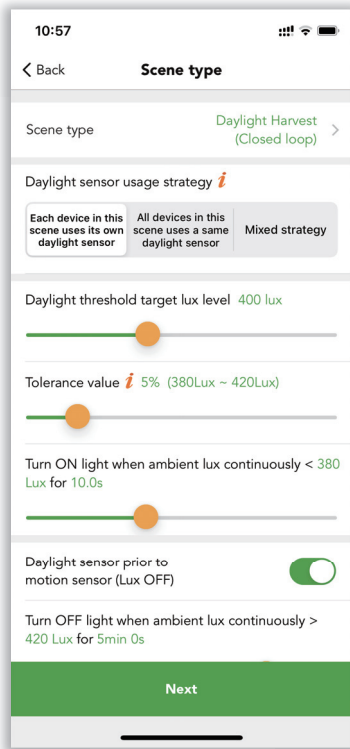 10:57
Back
Scene type
Daylight Harvest
Scene type
(Closed loop)
Daylight sensor usage strategy i
Each device in this
scene uses its own
daylight sensor
All devices in this
scene uses a same
daylight sensor
Mixed strategy
Daylight threshold target lux level 400 lux
Tolerance value i 5% (380Lux ~ 420Lux)
Turn ON light when ambient lux continuously < 380
Lux for 10.0s
Daylight sensor prior to
motion sensor (Lux OFF)
Turn OFF light when ambient lux continuously >
420 Lux for 5min 0s
Next